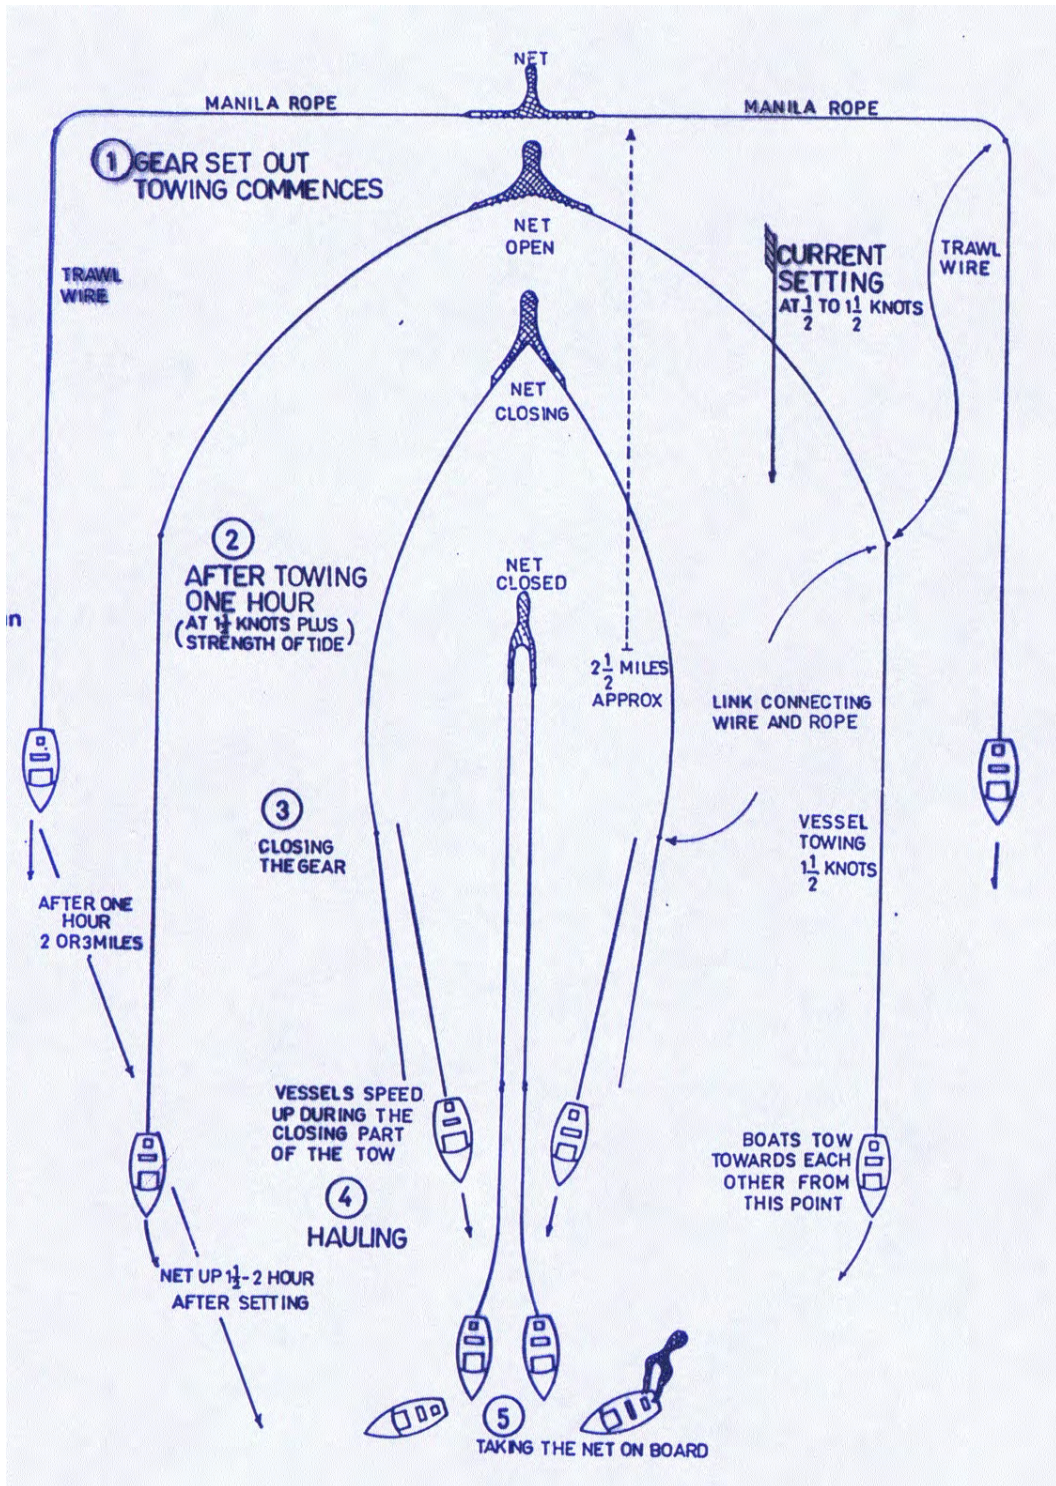 NET
MANILA ROPE
MANILA ROPE
1 GEAR SET OUT
TOWING COMMENCES
NET
OPEN
CURRENT
SETTING
AT 1/2 TO 1 1/2 KNOTS
TRAWL
WIRE
TRAWL
WIRE
NET
CLOSING
2
AFTER TOWING
ONE HOUR
(AT 1 1/2 KNOTS PLUS
STRENGTH OF TIDE)
NET
CLOSED
n
2 1/2 MILES
APPROX
LINK CONNECTING
WIRE AND ROPE
3
CLOSING
THE GEAR
VESSEL
TOWING
1 1/2 KNOTS
AFTER ONE
HOUR
2 OR 3 MILES
VESSELS SPEED
UP DURING THE
CLOSING PART
OF THE TOW
BOATS TOW
TOWARDS EACH
OTHER FROM
THIS POINT
4
HAULING
NET UP 1 1/2 - 2 HOUR
AFTER SETTING
5
TAKING THE NET ON BOARD